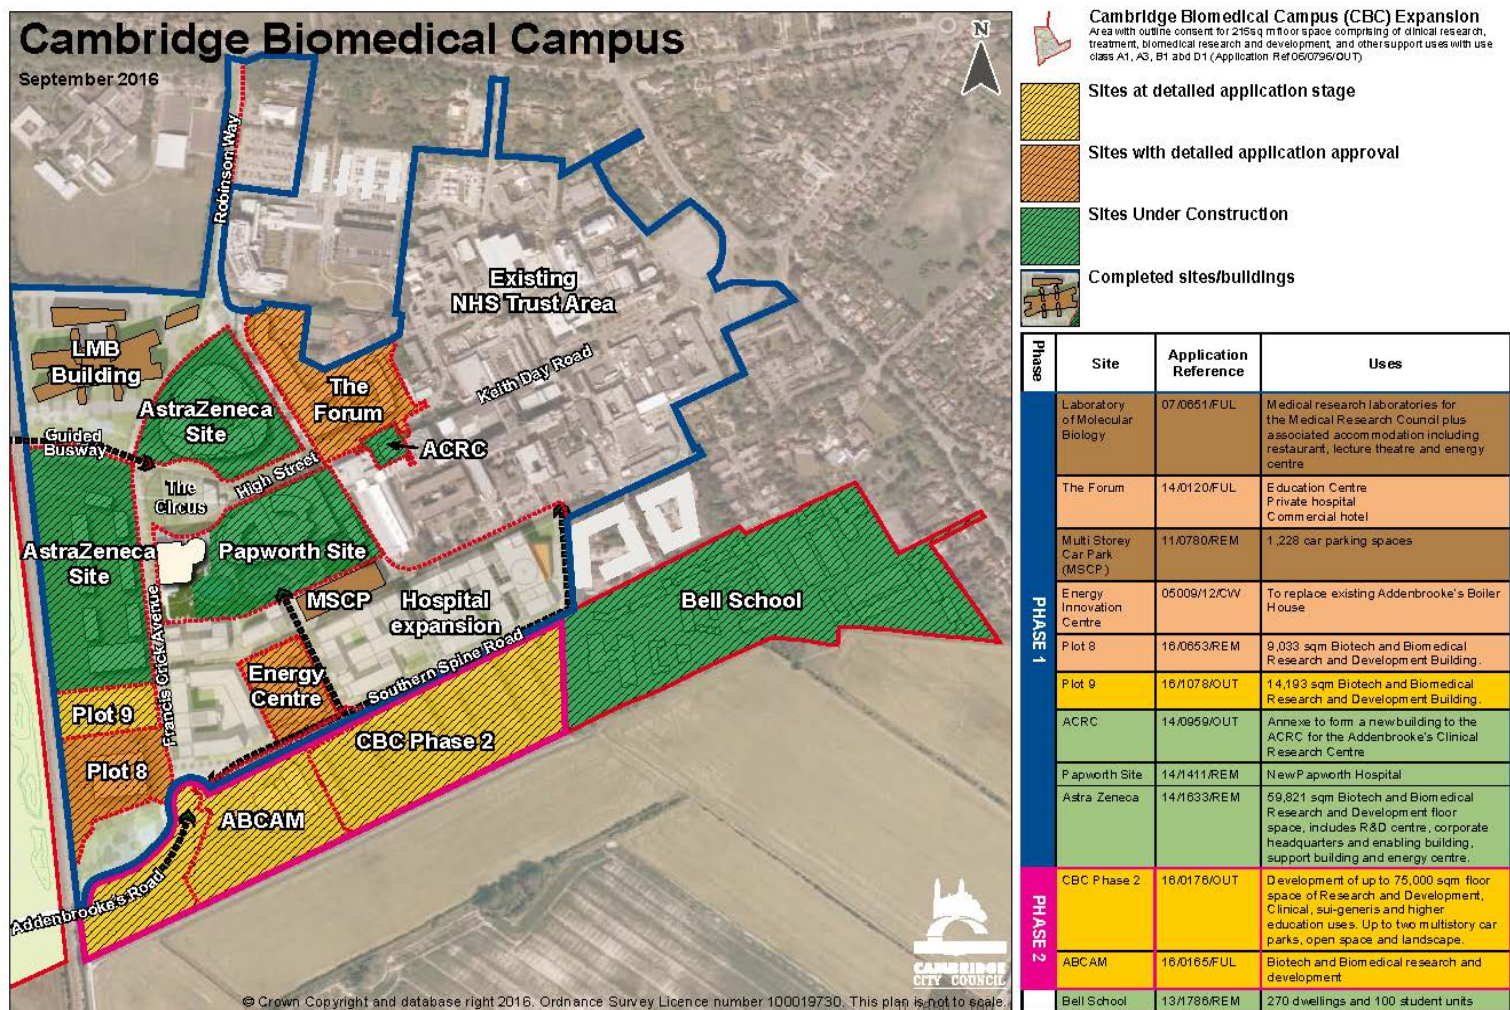 Cambridge Biomedical Campus
September 2016
N
Robinson Way
Existing
NHS Trust Area
LMB
Building
The
Forum
Keith Day Road
AstraZeneca
Site
ACRC
Guided
Busway
High Street
The
Circus
AstraZeneca
Site
Papworth Site
MSCP
Hospital
expansion
Bell School
Francis Crick Avenue
Energy
Centre
Southern Spine Road
Plot 9
CBC Phase 2
Plot 8
ABCAM
Addenbrooke's Road
CAMBRIDGE
CITY COUNCIL
© Crown Copyright and database right 2016. Ordnance Survey Licence number 100019730. This plan is not to scale.
Cambridge Biomedical Campus (CBC) Expansion
Area with outline consent for 215sq m floor space comprising of clinical research,
treatment, biomedical research and development, and other support uses with use
class A1, A3, B1 abd D1 (Application Ref 06/0796/OUT)
Sites at detailed application stage
Sites with detailed application approval
Sites Under Construction
Completed sites/buildings
Phase
Site
Application
Reference
Uses
PHASE 1
Laboratory
of Molecular
Biology
07/0651/FUL
Medical research laboratories for
the Medical Research Council plus
associated accommodation including
restaurant, lecture theatre and energy
centre
The Forum
14/0120/FUL
Education Centre
Private hospital
Commercial hotel
Multi Storey
Car Park
(MSCP)
11/0780/REM
1,228 car parking spaces
Energy
Innovation
Centre
05009/12/CW
To replace existing Addenbrooke's Boiler
House
Plot 8
16/0653/REM
9,033 sqm Biotech and Biomedical
Research and Development Building.
Plot 9
16/1078/OUT
14,193 sqm Biotech and Biomedical
Research and Development Building.
ACRC
14/0959/OUT
Annexe to form a new building to the
ACRC for the Addenbrooke's Clinical
Research Centre
Papworth Site
14/1411/REM
New Papworth Hospital
Astra Zeneca
14/1633/REM
59,821 sqm Biotech and Biomedical
Research and Development floor
space, includes R&D centre, corporate
headquarters and enabling building,
support building and energy centre.
PHASE 2
CBC Phase 2
16/0176/OUT
Development of up to 75,000 sqm floor
space of Research and Development,
Clinical, sui-generis and higher
education uses. Up to two multistory car
parks, open space and landscape.
ABCAM
16/0165/FUL
Biotech and Biomedical research and
development
Bell School
13/1786/REM
270 dwellings and 100 student units